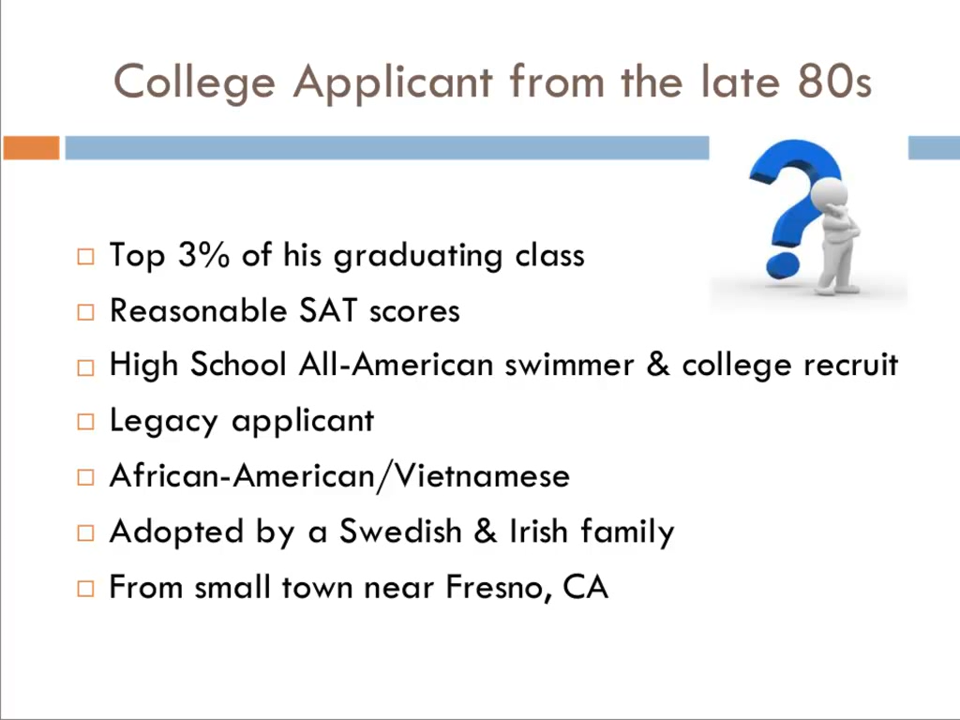 College Applicant from the late 80s
Top 3% of his graduating class
Reasonable SAT scores
High School All-American swimmer & college recruit
Legacy applicant
African-American/Vietnamese
Adopted by a Swedish & Irish family
From small town near Fresno, CA